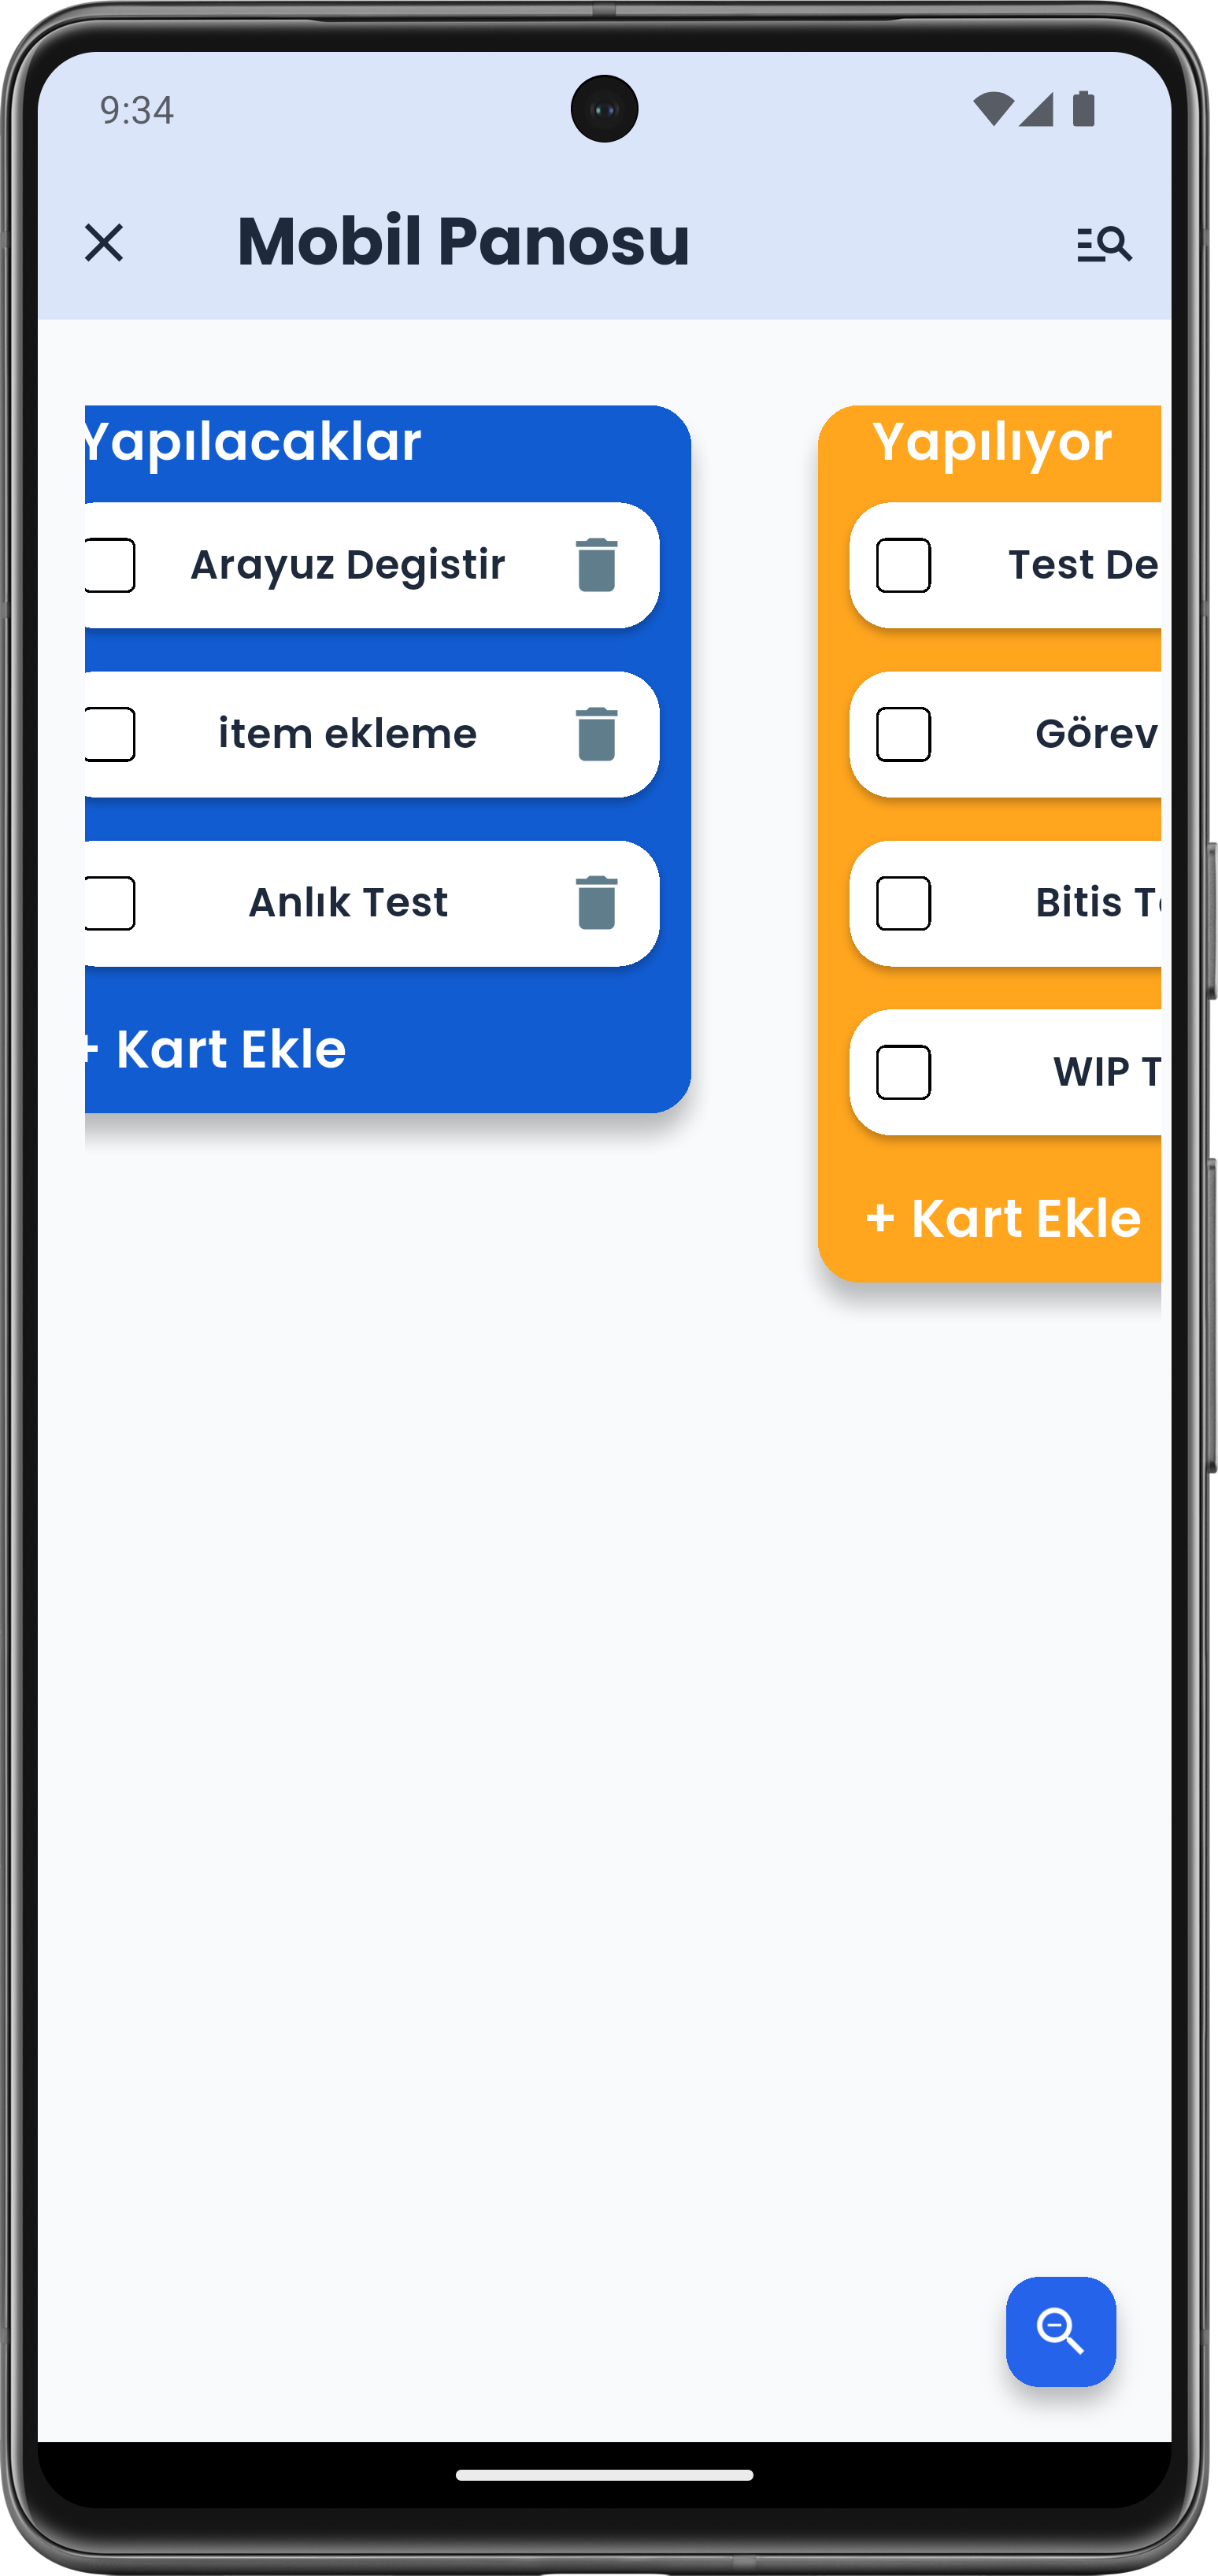 9:34
Mobil Panosu
Yapılacaklar
Arayuz Degistir
item ekleme
Anlık Test
+ Kart Ekle
Yapılıyor
Test De
Görev
Bitis
WIP T
+ Kart Ekle